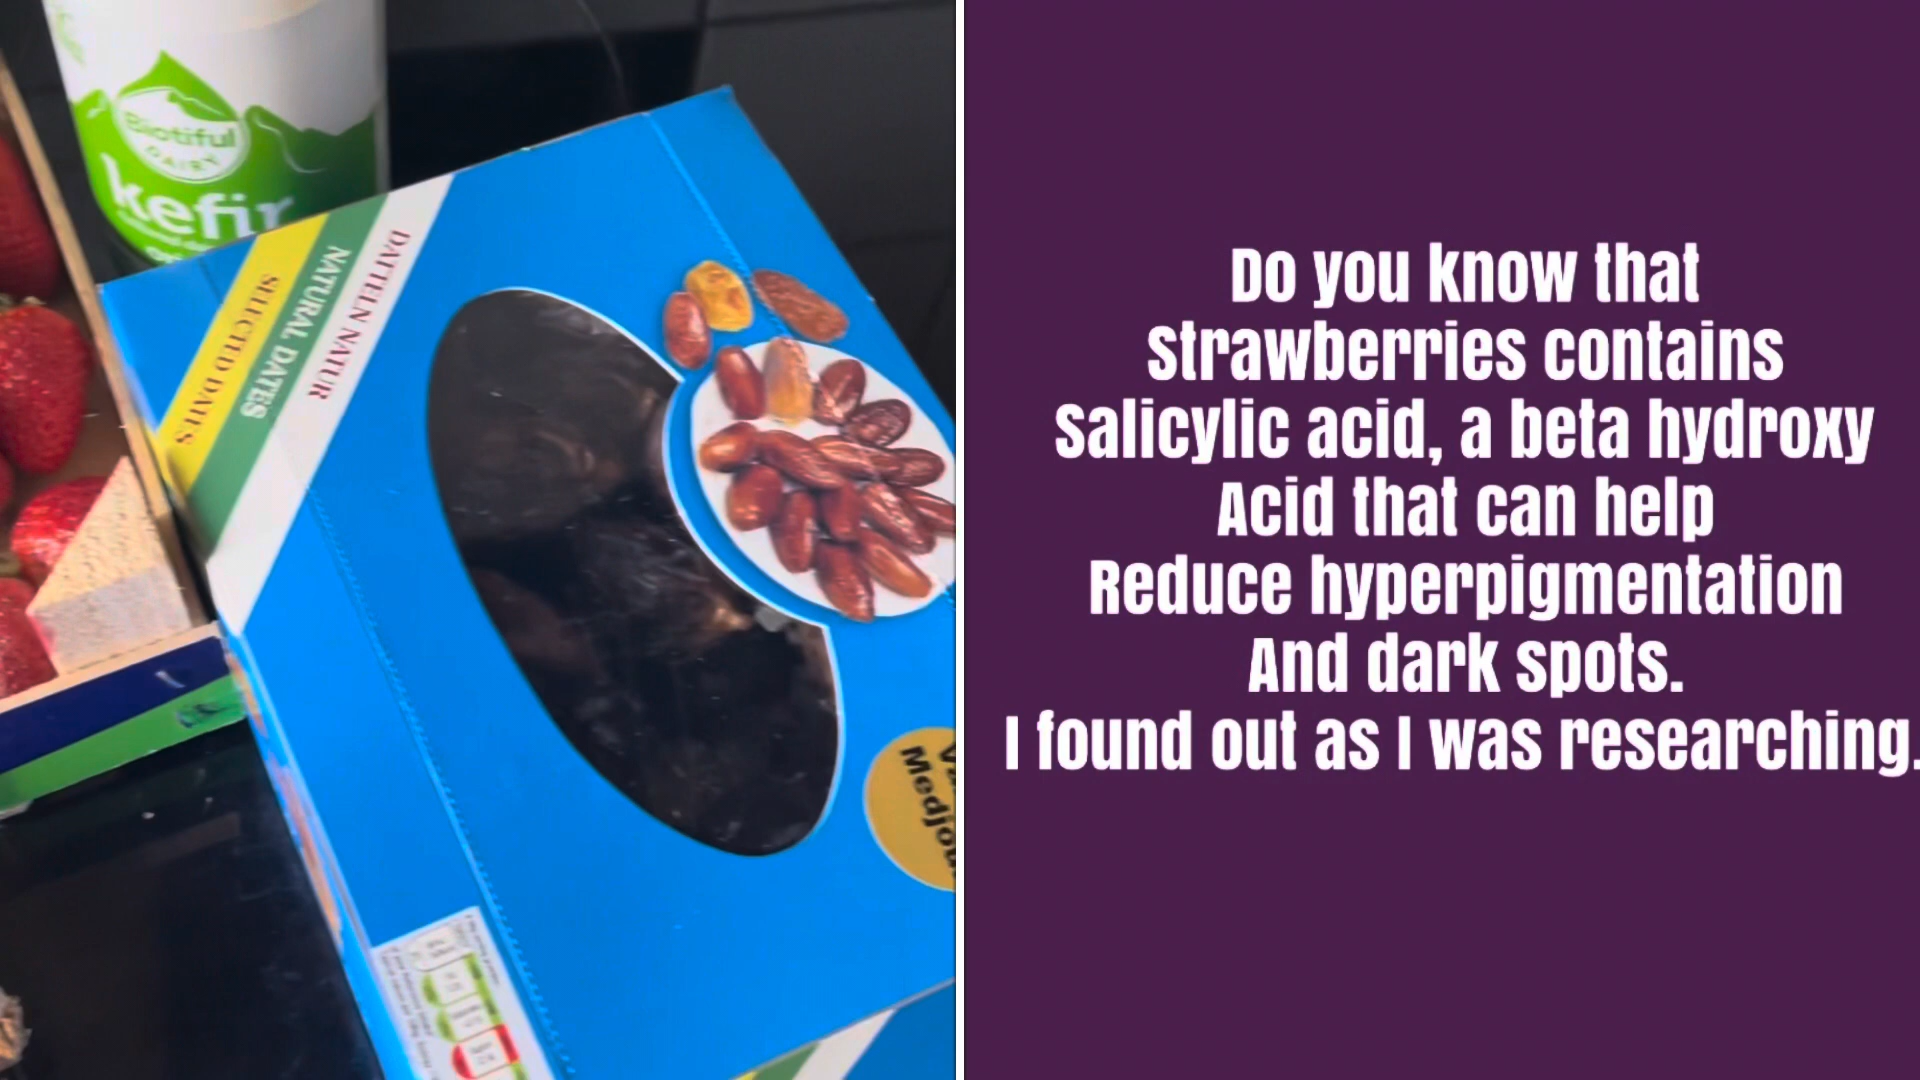 Biotiful
DAIRY
kefir
DATTELN NATUR
NATURAL DATES
SELECTED DATES
Do you know that
Strawberries contains
Salicylic acid, a beta hydroxy
Acid that can help
Reduce hyperpigmentation
And dark spots.
I found out as I was researching.